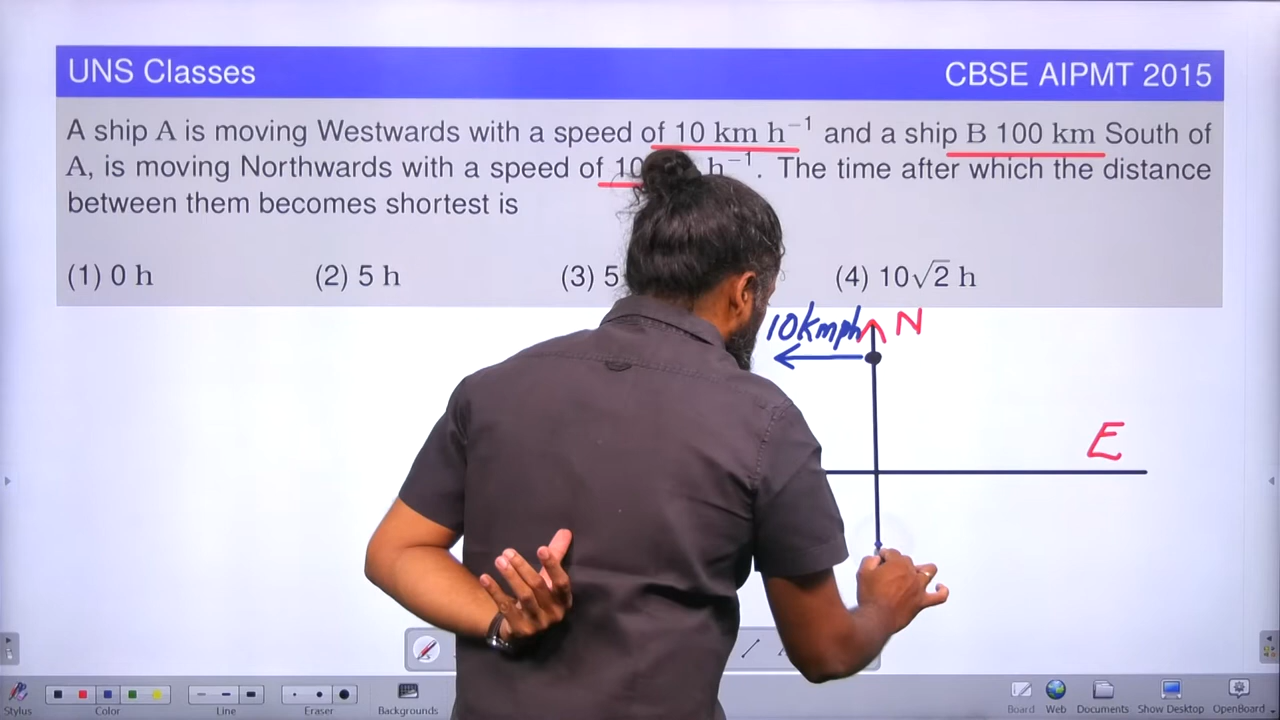 UNS Classes CBSE AIPMT 2015
A ship A is moving Westwards with a speed of 10 km h⁻¹ and a ship B 100 km South of
A, is moving Northwards with a speed of 10 h⁻¹. The time after which the distance
between them becomes shortest is
(1) 0 h (2) 5 h (3) 5 (4) 10√2 h
10kmph N
E
Stylus Color Line Eraser Backgrounds Board Web Documents Show Desktop OpenBoard